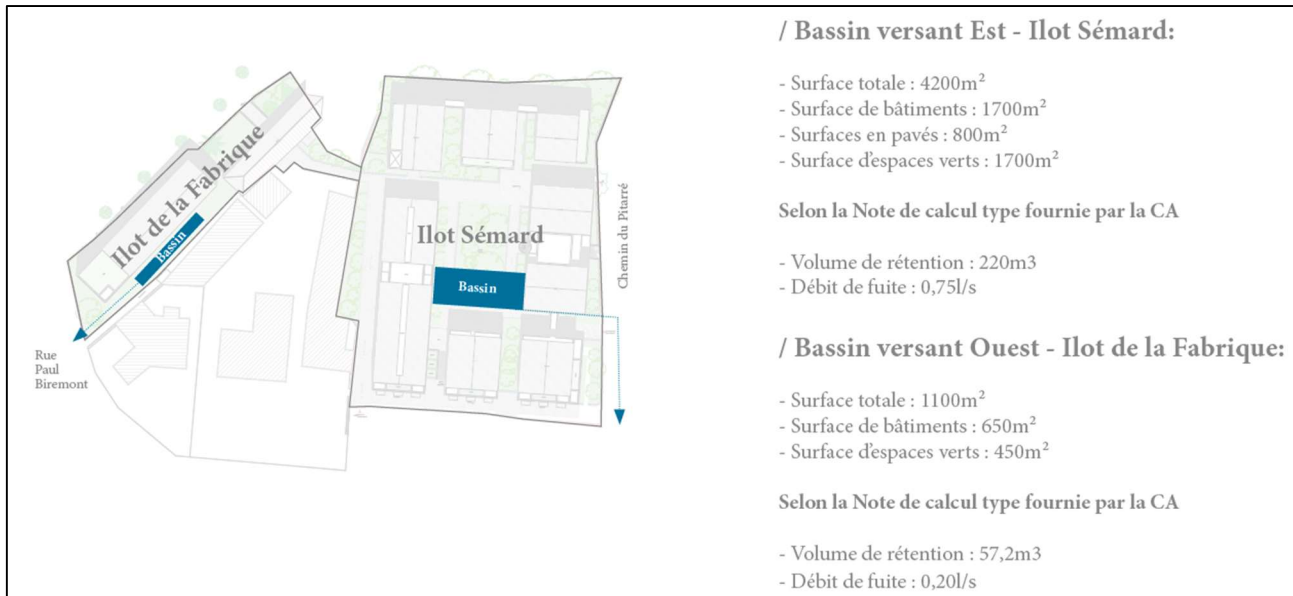 / Bassin versant Est - Ilot Sémard:
- Surface totale : 4200m²
- Surface de bâtiments : 1700m²
- Surfaces en pavés : 800m²
- Surface d'espaces verts : 1700m²
Selon la Note de calcul type fournie par la CA
- Volume de rétention : 220m3
- Débit de fuite : 0,75l/s
/ Bassin versant Ouest - Ilot de la Fabrique:
- Surface totale : 1100m²
- Surface de bâtiments : 650m²
- Surface d'espaces verts : 450m²
Selon la Note de calcul type fournie par la CA
- Volume de rétention : 57,2m3
- Débit de fuite : 0,20l/s
Ilot de la Fabrique
Bassin
Ilot Sémard
Bassin
Chemin du Pitarré
Rue
Paul
Biremont